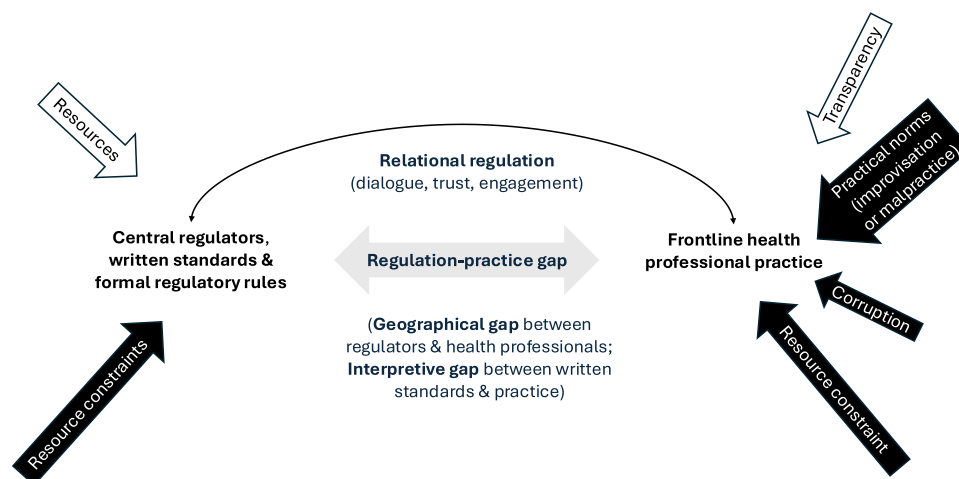 Resources
Transparency
Practical norms
(improvisation
or malpractice)
Relational regulation
(dialogue, trust, engagement)
Central regulators,
written standards &
formal regulatory rules
Regulation-practice gap
Frontline health
professional practice
Corruption
(Geographical gap between
regulators & health professionals;
Interpretive gap between written
standards & practice)
Resource constraints
Resource constraint